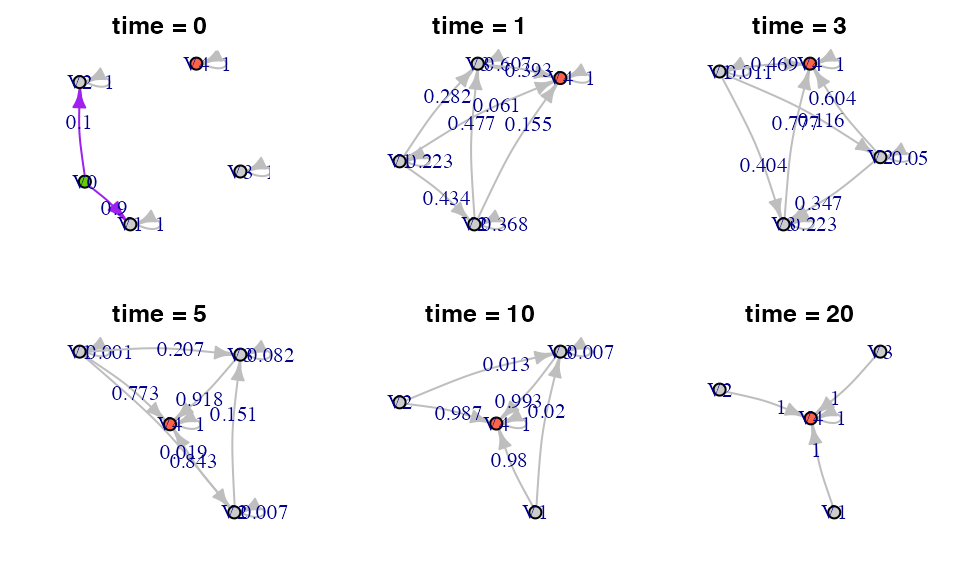 time = 0
V4 1
V2 1
0.1
V3 1
V0
0.9
V1 1
time = 1
V3 0.607
0.393
V4 1
0.282
0.061
0.477
0.155
V1 0.223
0.434
V2 0.368
time = 3
V1 0.011
0.469
V4 1
0.604
0.777
0.116
V2 0.05
0.404
0.347
V3 0.223
time = 5
V1 0.001
0.207
V3 0.082
0.773
0.918
0.151
V4 1
0.019
0.843
V2 0.007
time = 10
V3 0.007
0.013
V2
0.993
0.02
0.987
V4 1
0.98
V1
time = 20
V3
V2
1
1
V4 1
1
V1